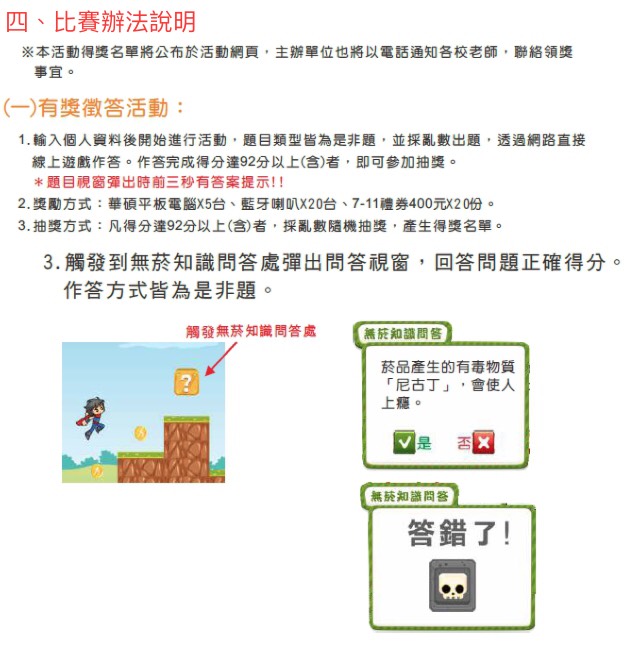 四、比賽辦法說明
※本活動得獎名單將公布於活動網頁，主辦單位也將以電話通知各校老師，聯絡領獎
事宜。
(一)有獎徵答活動：
1.輸入個人資料後開始進行活動，題目類型皆為是非題，並採亂數出題，透過網路直接
線上遊戲作答。作答完成得分達92分以上(含)者，即可參加抽獎。
＊題目視窗彈出時前三秒有答案提示!!
2.獎勵方式：華碩平板電腦X5台、藍牙喇叭X20台、7-11禮券400元X20份。
3.抽獎方式：凡得分達92分以上(含)者，採亂數隨機抽獎，產生得獎名單。
3.觸發到無菸知識問答處彈出問答視窗，回答問題正確得分。
作答方式皆為是非題。
觸發無菸知識問答處
?
無菸知識問答
菸品產生的有毒物質
「尼古丁」，會使人
上癮。
是 否
無菸知識問答
答錯了!